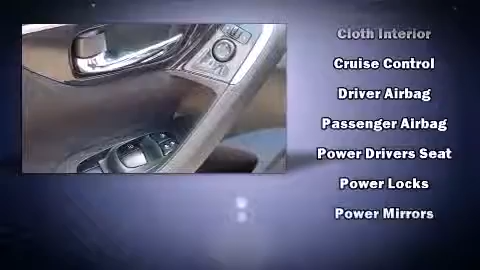 Cloth Interior
Cruise Control
Driver Airbag
Passenger Airbag
Power Drivers Seat
Power Locks
Power Mirrors